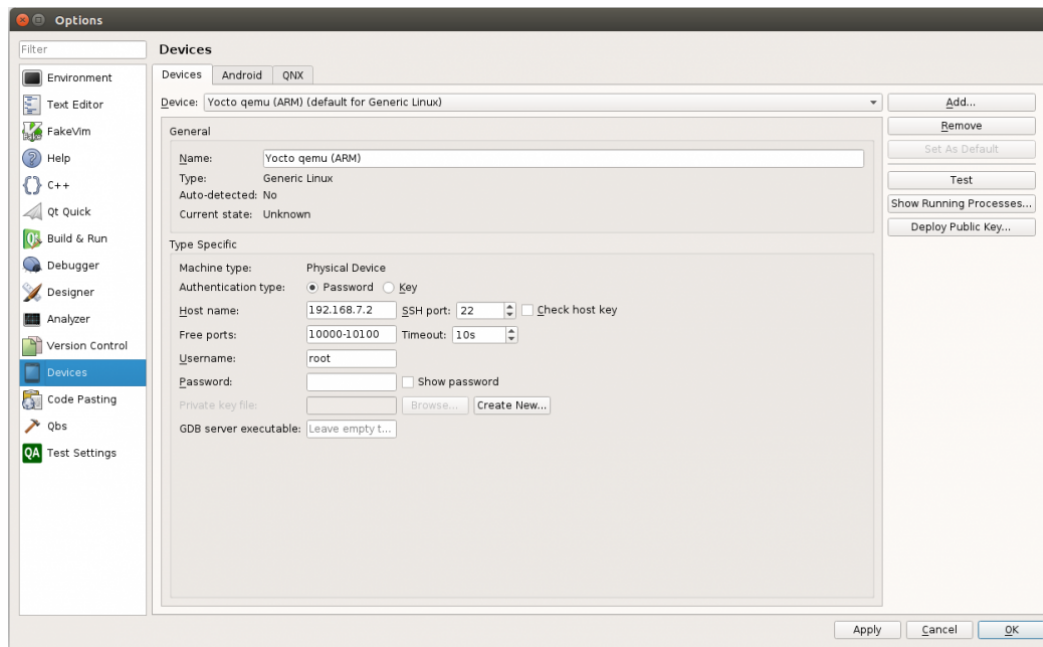 Options
Filter
Environment
Text Editor
FakeVim
Help
C++
Qt Quick
Build & Run
Debugger
Designer
Analyzer
Version Control
Devices
Code Pasting
Qbs
QA Test Settings
Devices
Devices Android QNX
Device: Yocto qemu (ARM) (default for Generic Linux)
General
Name: Yocto qemu (ARM)
Type: Generic Linux
Auto-detected: No
Current state: Unknown
Type Specific
Machine type: Physical Device
Authentication type: Password Key
Host name: 192.168.7.2 SSH port: 22 Check host key
Free ports: 10000-10100 Timeout: 10s
Username: root
Password: Show password
Private key file: Browse... Create New...
GDB server executable: Leave empty t...
Add...
Remove
Set As Default
Test
Show Running Processes...
Deploy Public Key...
Apply Cancel OK